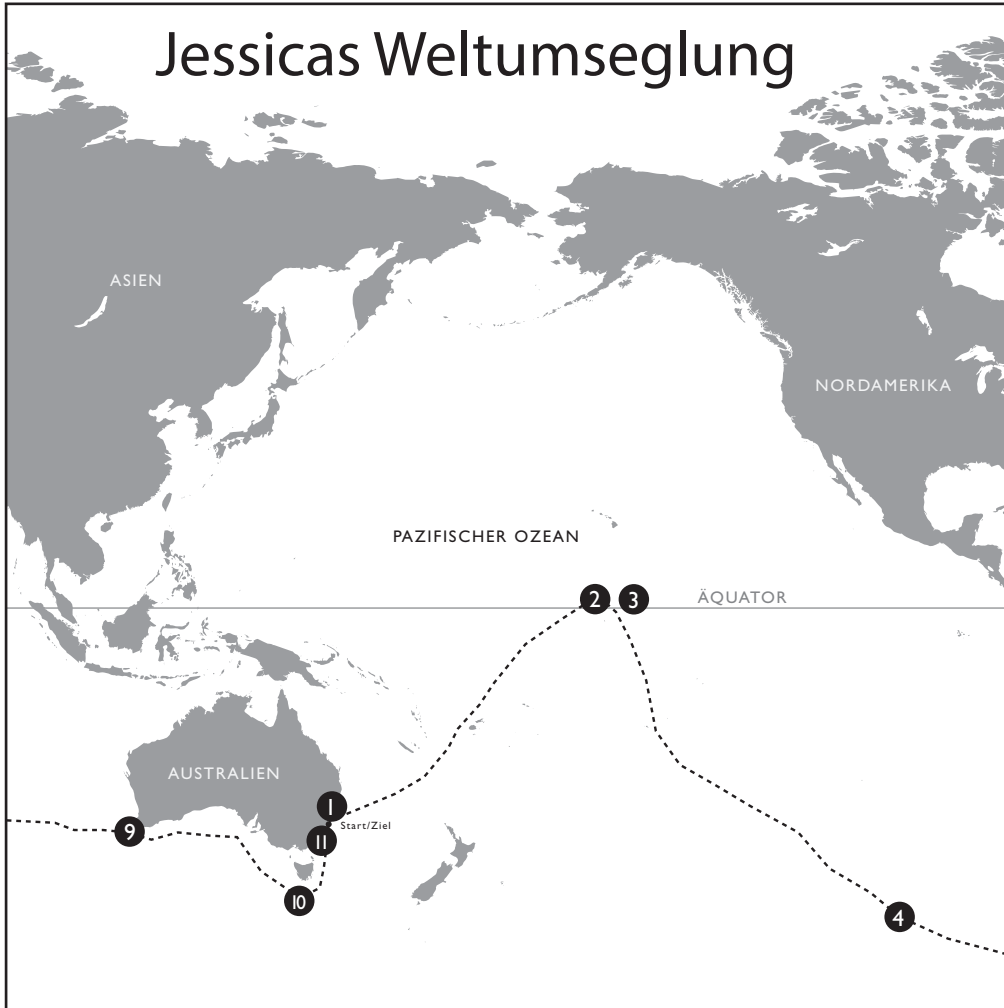 Jessicas Weltumseglung
ASIEN
NORDAMERIKA
PAZIFISCHER OZEAN
2
3
ÄQUATOR
AUSTRALIEN
1
Start/Ziel
9
11
10
4